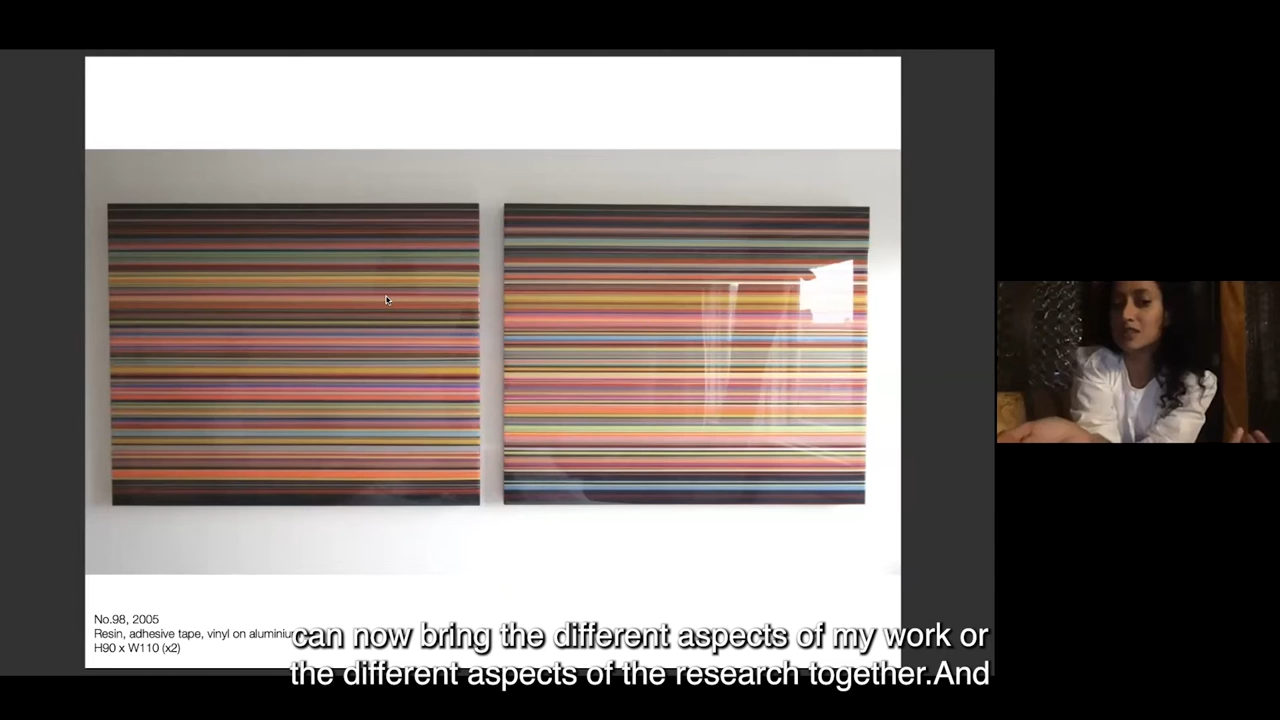 No.98, 2005
Resin, adhesive tape, vinyl on aluminium
H90 x W110 (x2)
can now bring the different aspects of my work or
the different aspects of the research together.And